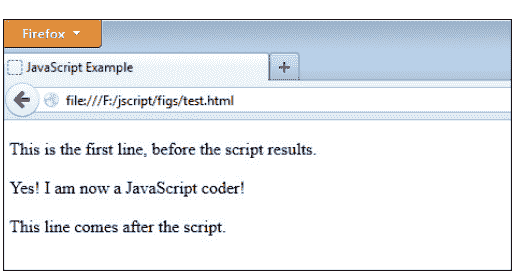 Firefox
JavaScript Example
file:///F:/jscript/figs/test.html
This is the first line, before the script results.
Yes! I am now a JavaScript coder!
This line comes after the script.